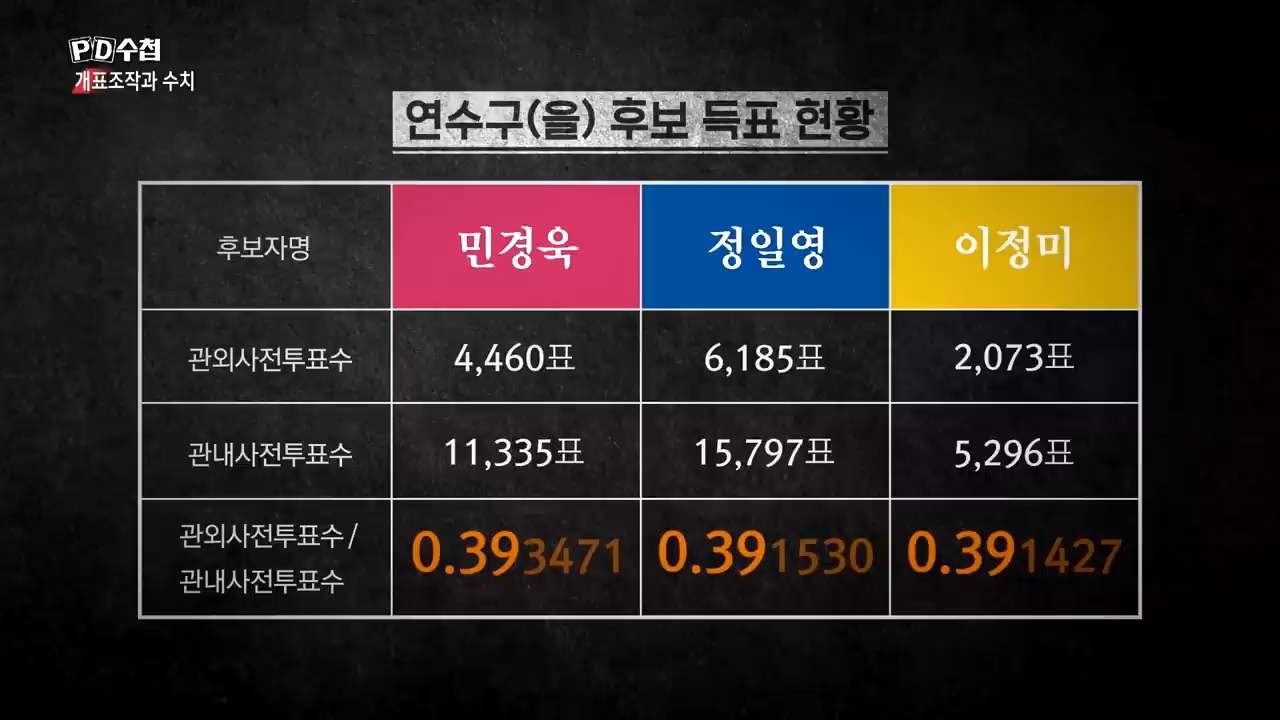 PD수첩
개표조작과 수치
연수구(을) 후보 득표 현황
후보자명 민경욱 정일영 이정미
관외사전투표수 4,460표 6,185표 2,073표
관내사전투표수 11,335표 15,797표 5,296표
관외사전투표수 /
관내사전투표수 0.393471 0.391530 0.391427